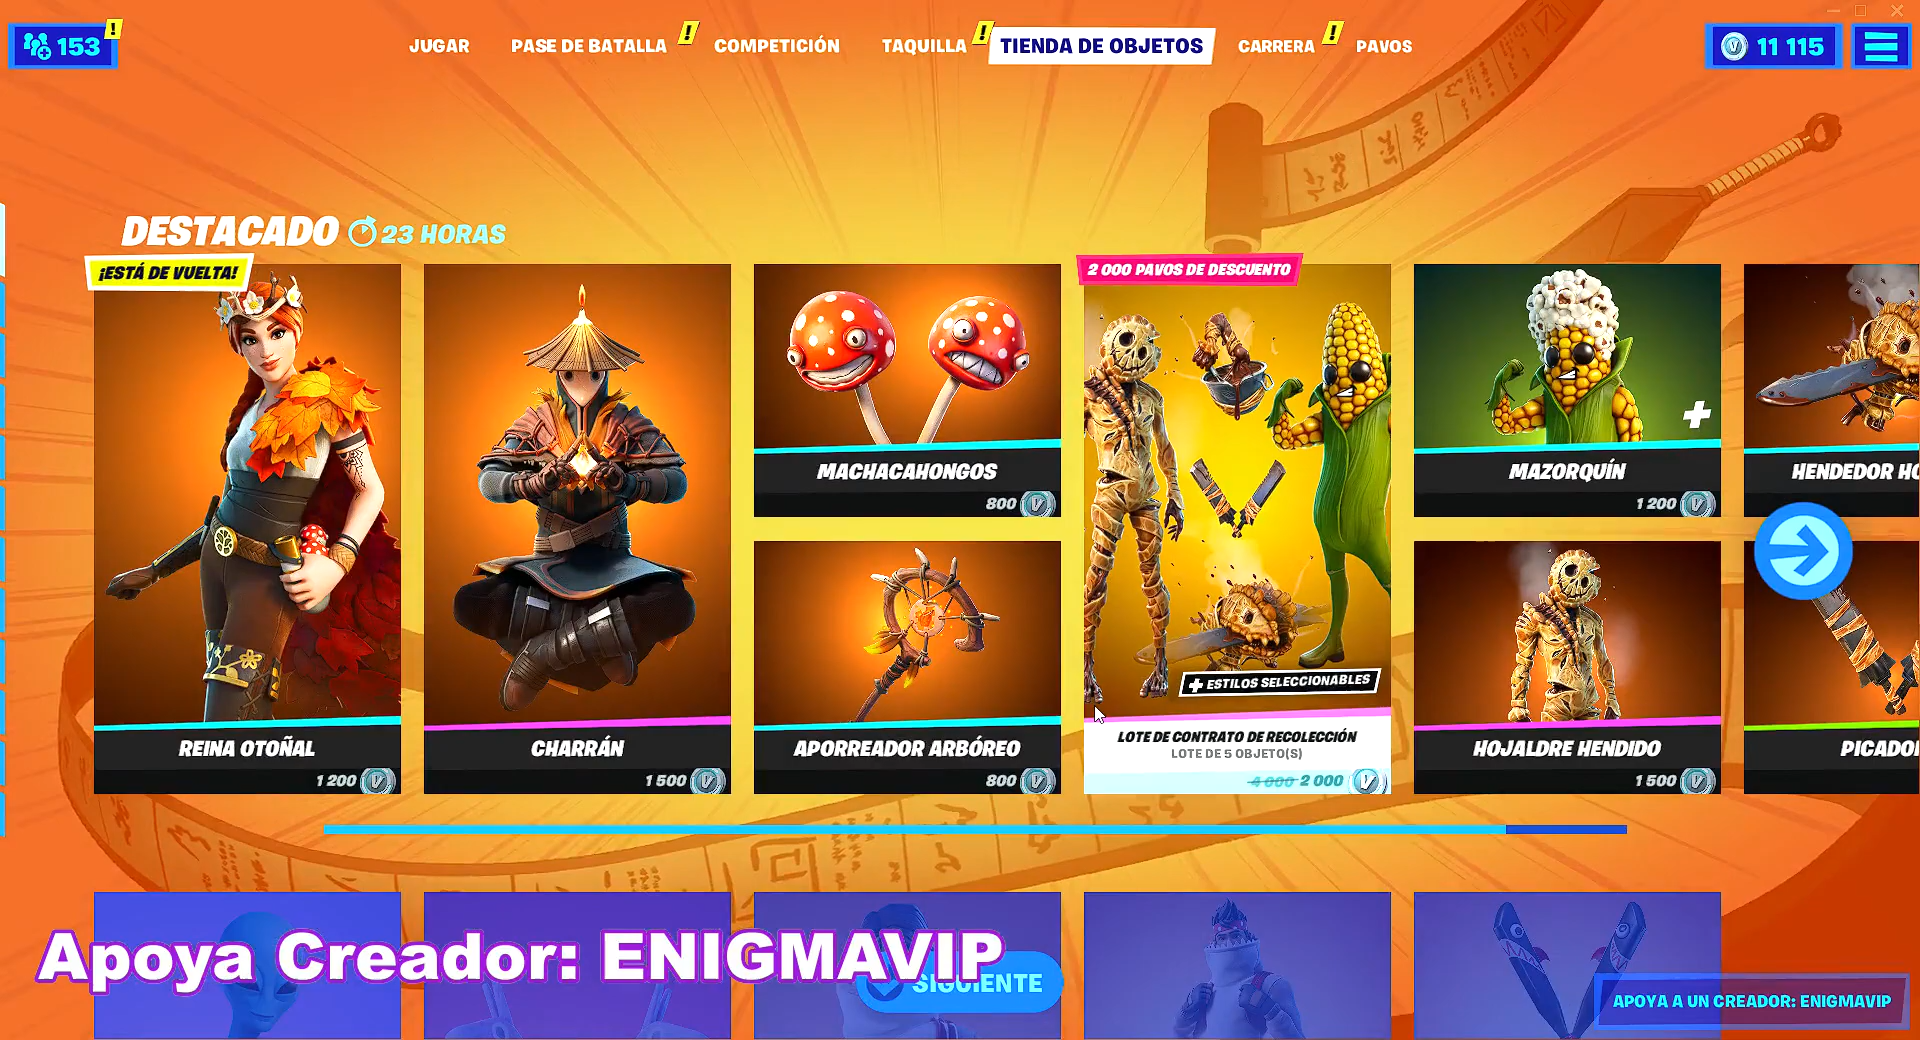 153
!
JUGAR
PASE DE BATALLA
!
COMPETICIÓN
TAQUILLA
!
TIENDA DE OBJETOS
CARRERA
!
PAVOS
11 115
DESTACADO
23 HORAS
¡ESTÁ DE VUELTA!
REINA OTOÑAL
1 200
CHARRÁN
1 500
MACHACAHONGOS
800
APORREADOR ARBÓREO
800
2 000 PAVOS DE DESCUENTO
+ ESTILOS SELECCIONABLES
LOTE DE CONTRATO DE RECOLECCIÓN
LOTE DE 5 OBJETO(S)
4 000 2 000
MAZORQUÍN
1 200
HOJALDRE HENDIDO
1 500
HENDEDOR
Apoya Creador: ENIGMAVIP
SIGUIENTE
APOYA A UN CREADOR: ENIGMAVIP